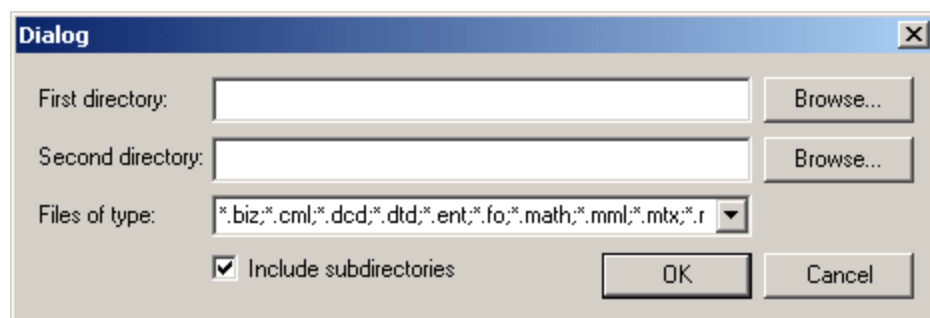 Dialog
First directory:
Browse...
Second directory:
Browse...
Files of type:
*.biz;*.cml;*.dcd;*.dtd;*.ent;*.fo;*.math;*.mml;*.mtx;*.r
Include subdirectories
OK
Cancel